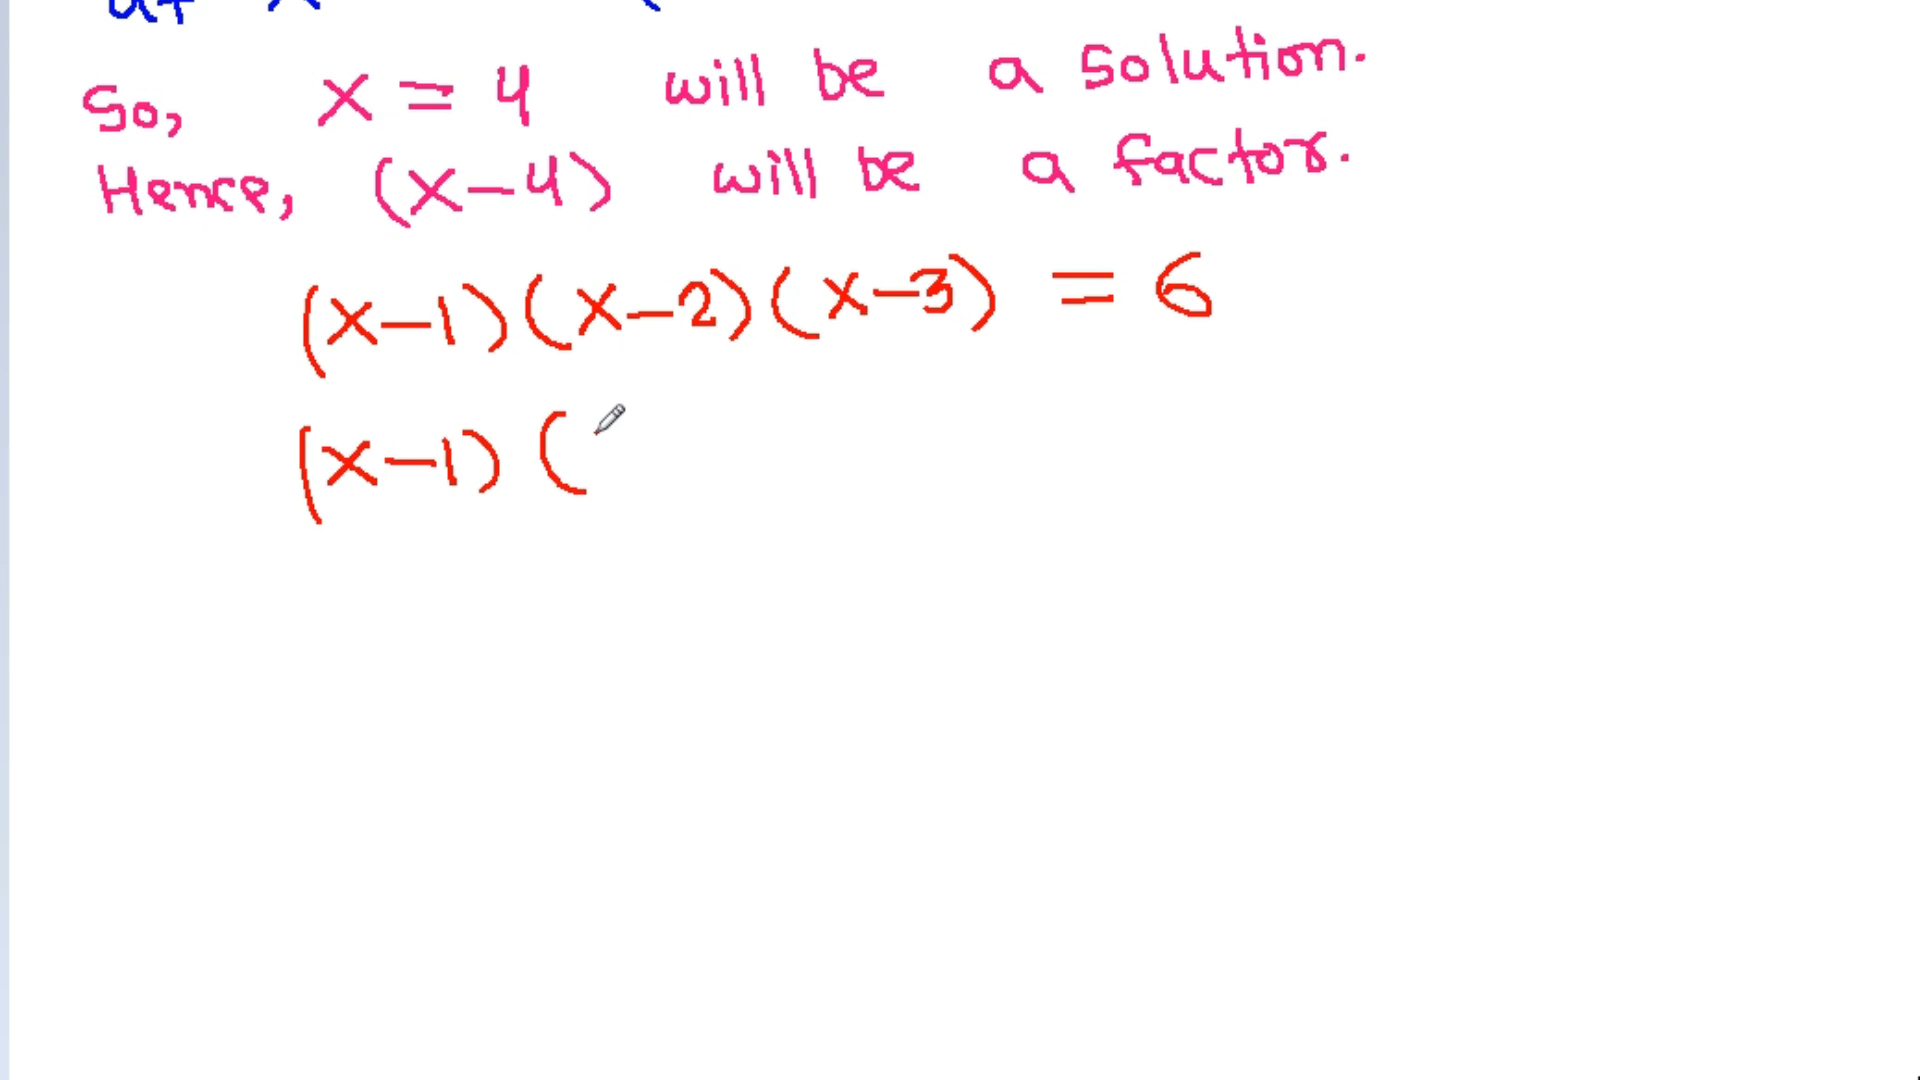 So, x = 4 will be a solution.
Hence, (x-4) will be a factor.
(x-1)(x-2)(x-3) = 6
(x-1)(